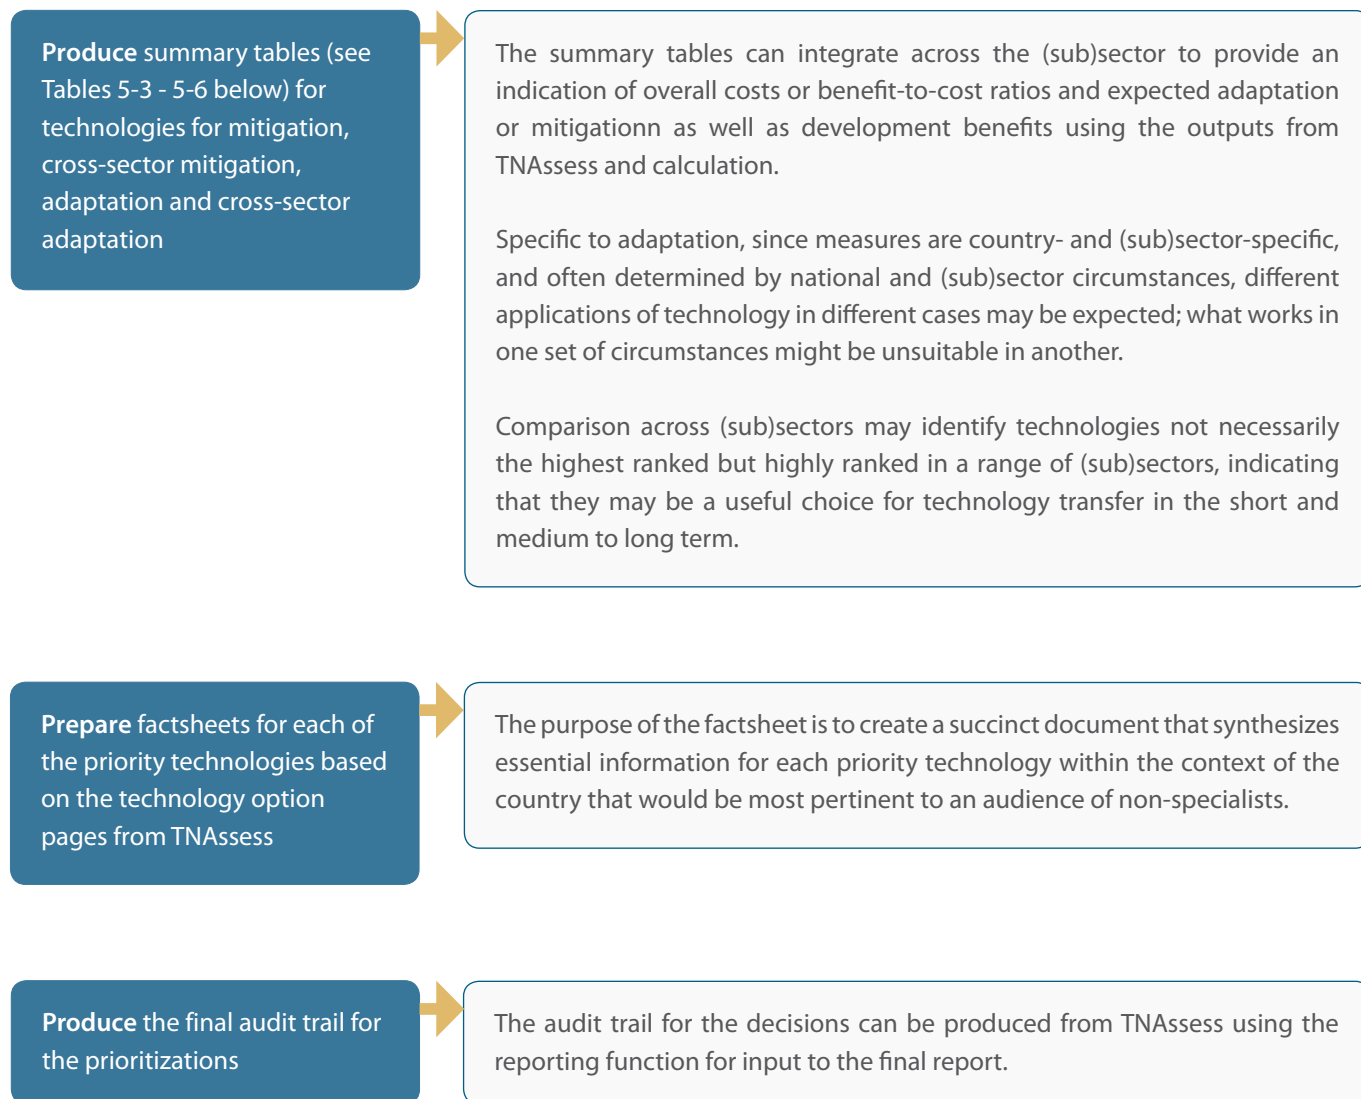 Produce summary tables (see
Tables 5-3 - 5-6 below) for
technologies for mitigation,
cross-sector mitigation,
adaptation and cross-sector
adaptation
The summary tables can integrate across the (sub)sector to provide an
indication of overall costs or benefit-to-cost ratios and expected adaptation
or mitigationn as well as development benefits using the outputs from
TNAssess and calculation.
Specific to adaptation, since measures are country- and (sub)sector-specific,
and often determined by national and (sub)sector circumstances, different
applications of technology in different cases may be expected; what works in
one set of circumstances might be unsuitable in another.
Comparison across (sub)sectors may identify technologies not necessarily
the highest ranked but highly ranked in a range of (sub)sectors, indicating
that they may be a useful choice for technology transfer in the short and
medium to long term.
Prepare factsheets for each of
the priority technologies based
on the technology option
pages from TNAssess
The purpose of the factsheet is to create a succinct document that synthesizes
essential information for each priority technology within the context of the
country that would be most pertinent to an audience of non-specialists.
Produce the final audit trail for
the prioritizations
The audit trail for the decisions can be produced from TNAssess using the
reporting function for input to the final report.